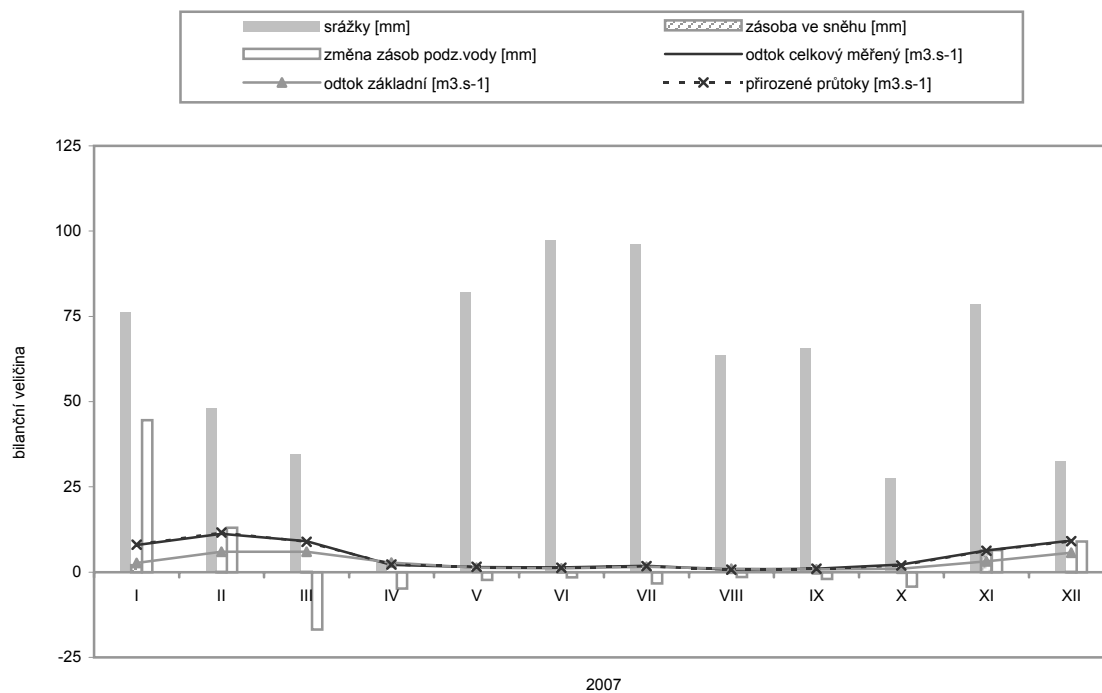 srážky [mm]
zásoba ve sněhu [mm]
změna zásob podz.vody [mm]
odtok celkový měřený [m3.s-1]
odtok základní [m3.s-1]
přirozené průtoky [m3.s-1]
125
100
75
50
25
0
-25
bilanční veličina
I II III IV V VI VII VIII IX X XI XII
2007